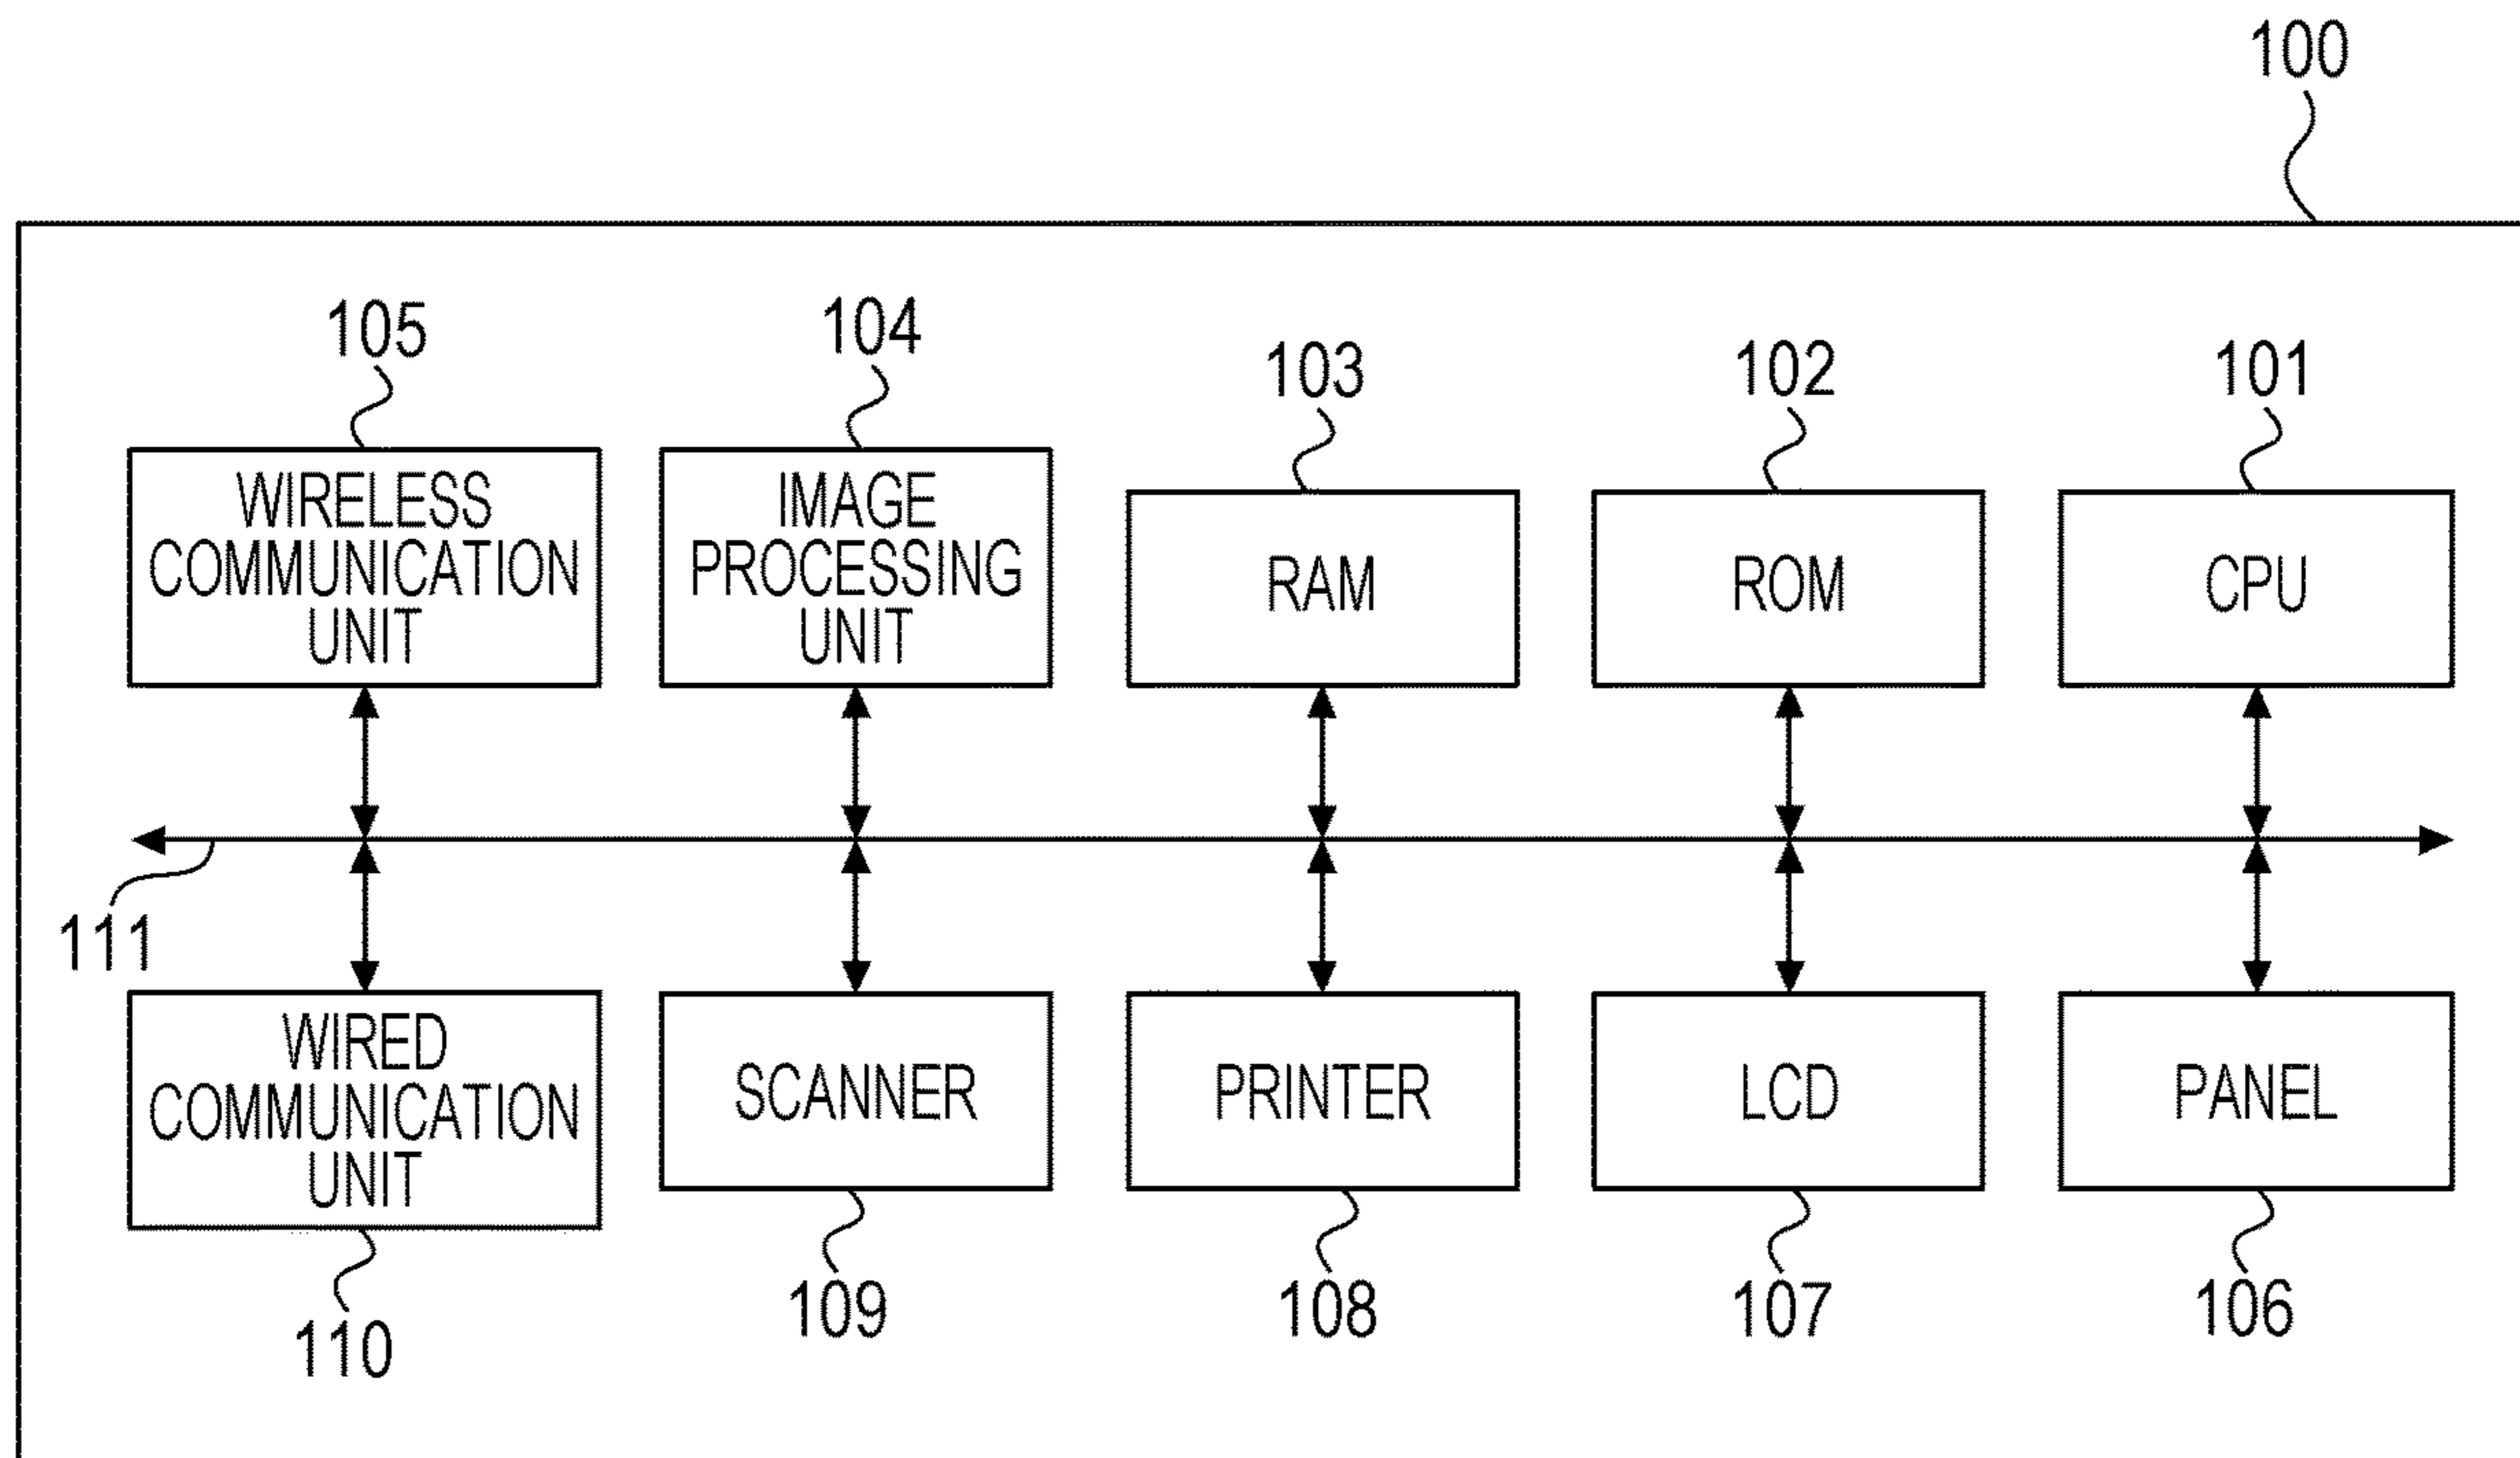 100
105
104
103
102
101
WIRELESS
COMMUNICATION
UNIT
IMAGE
PROCESSING
UNIT
RAM
ROM
CPU
111
WIRED
COMMUNICATION
UNIT
SCANNER
PRINTER
LCD
PANEL
110
109
108
107
106